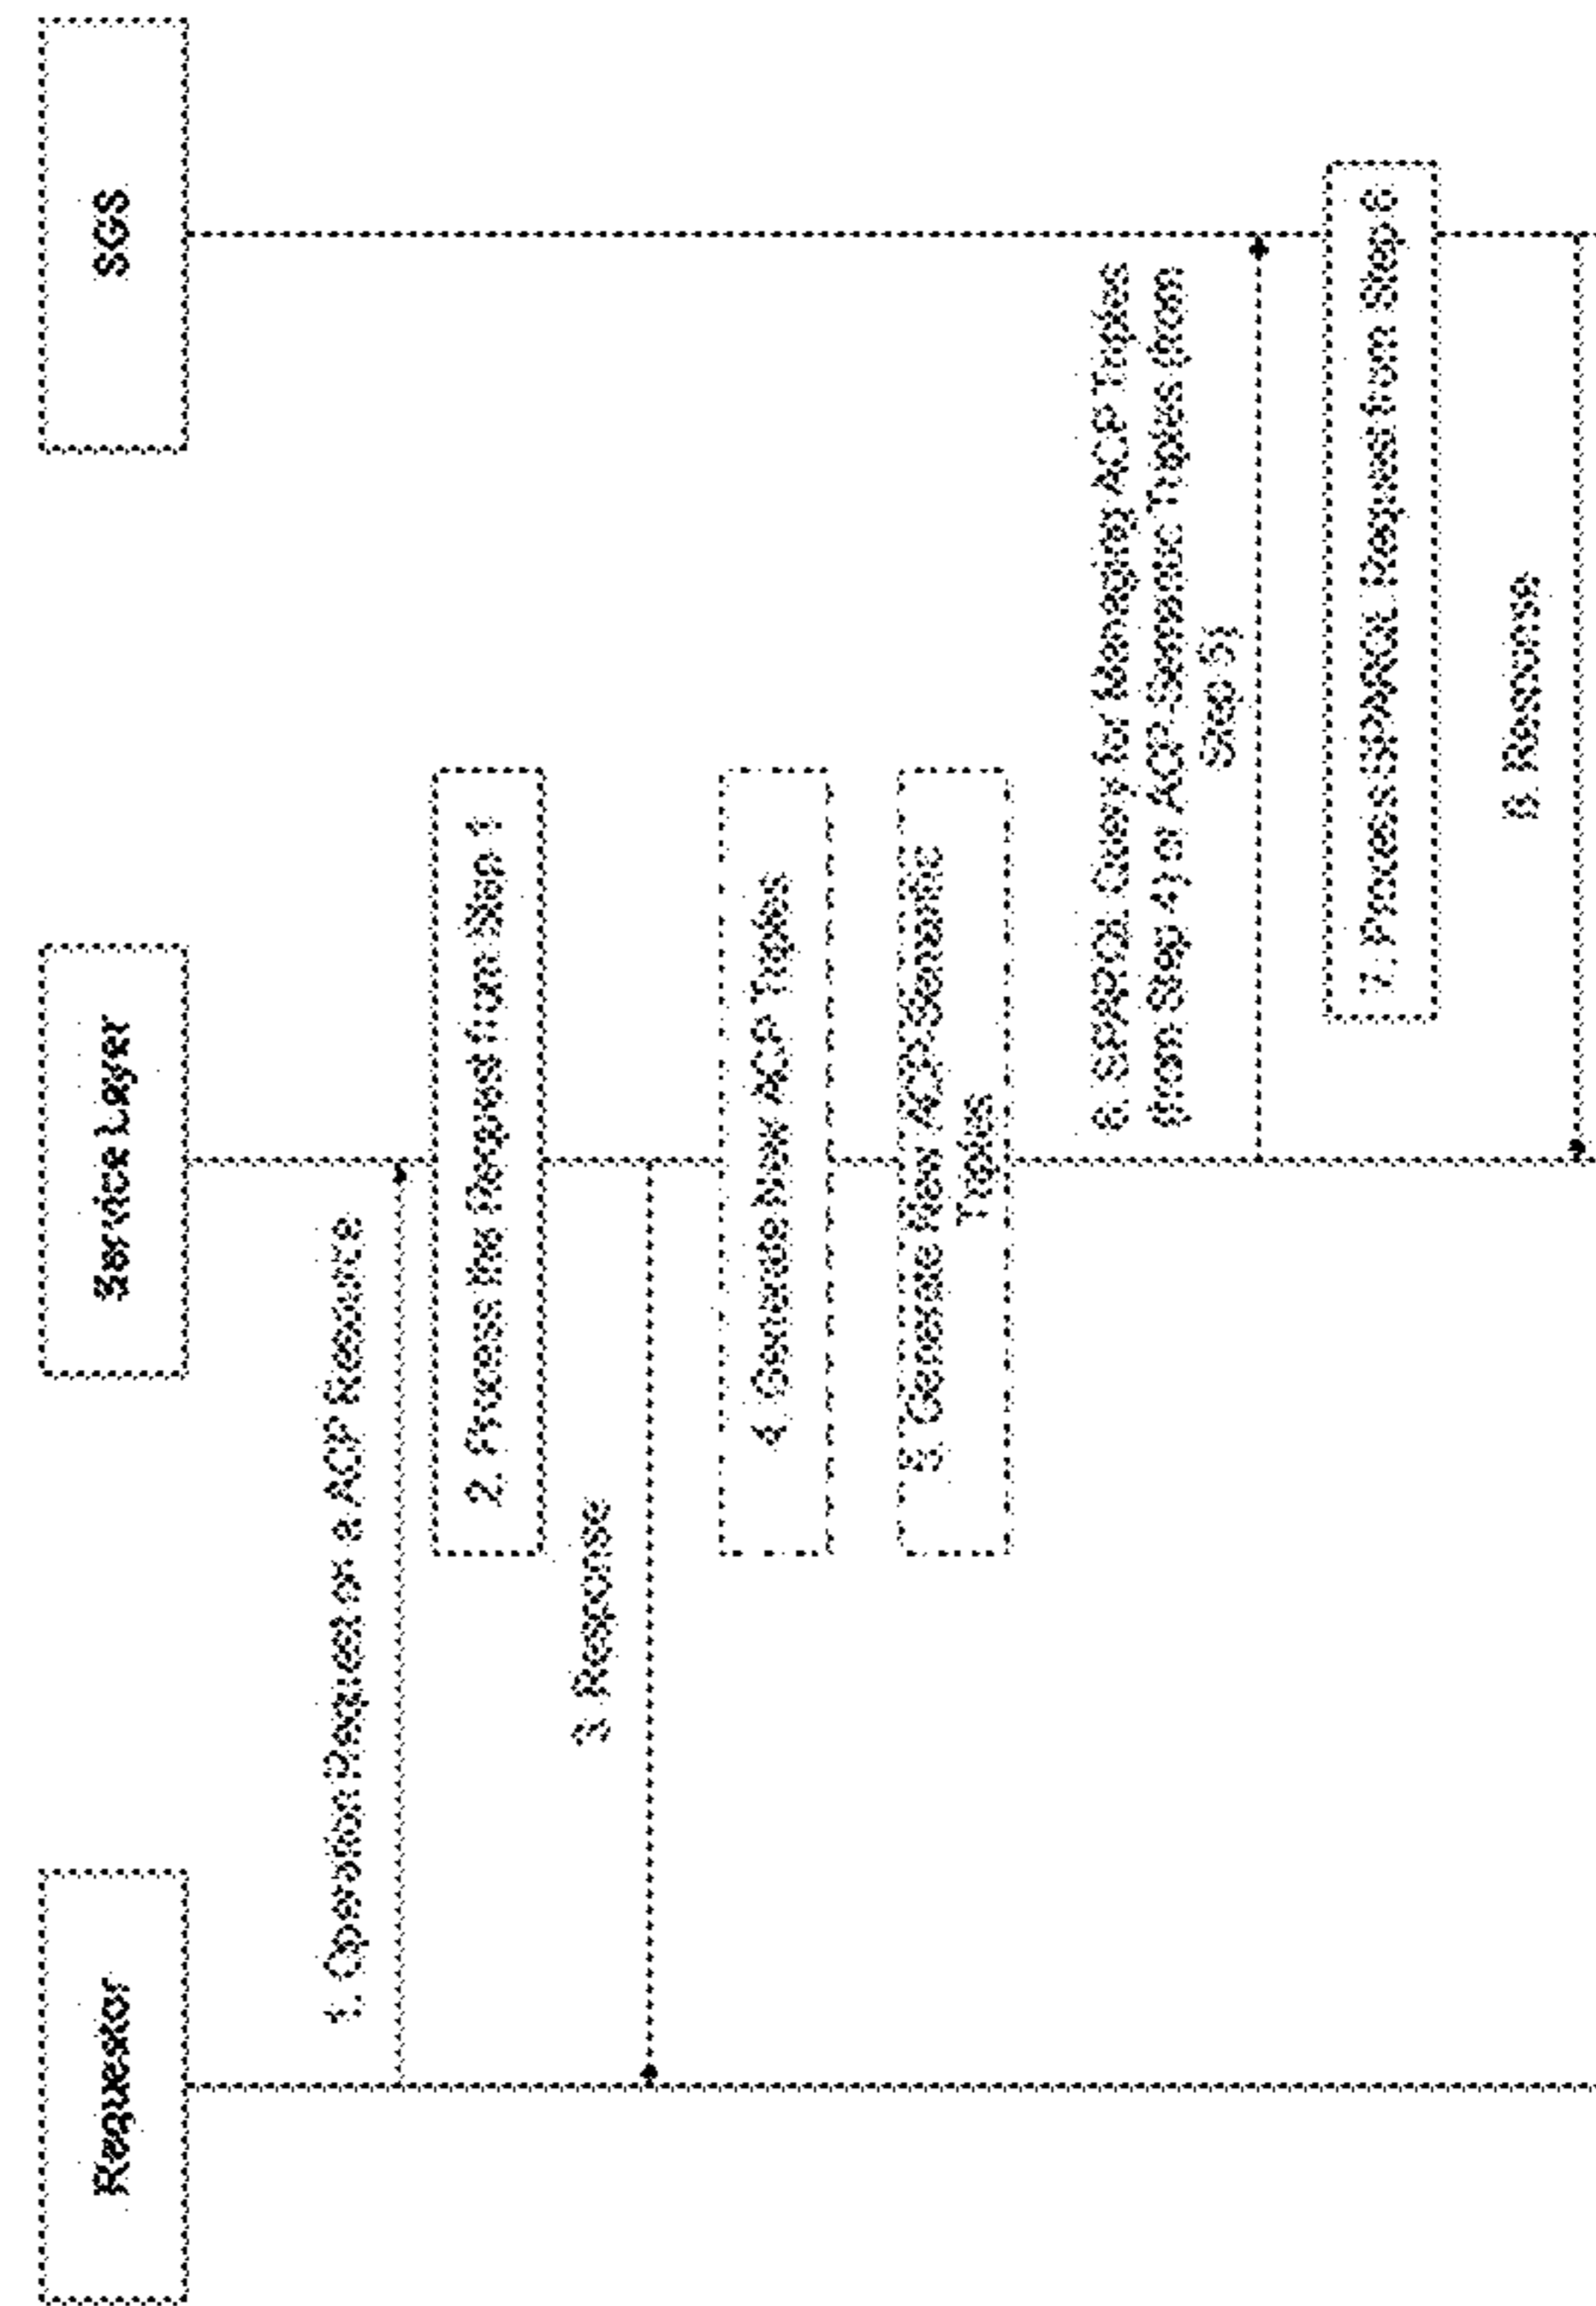 Requestor
Service Layer
SGS
1. Operation Request on a ACP Resource
2. Process the Request from Step 1
3. Response
4. Generate New ACP Triples
5. Generate New ACP-Semantic
Triples
6. SPARQL Query for Managing ACP Triples
(from Step 4) or ACP-Semantic Triples (from
Step 5)
7. Process SPARQL Request from Step 6
8. Response